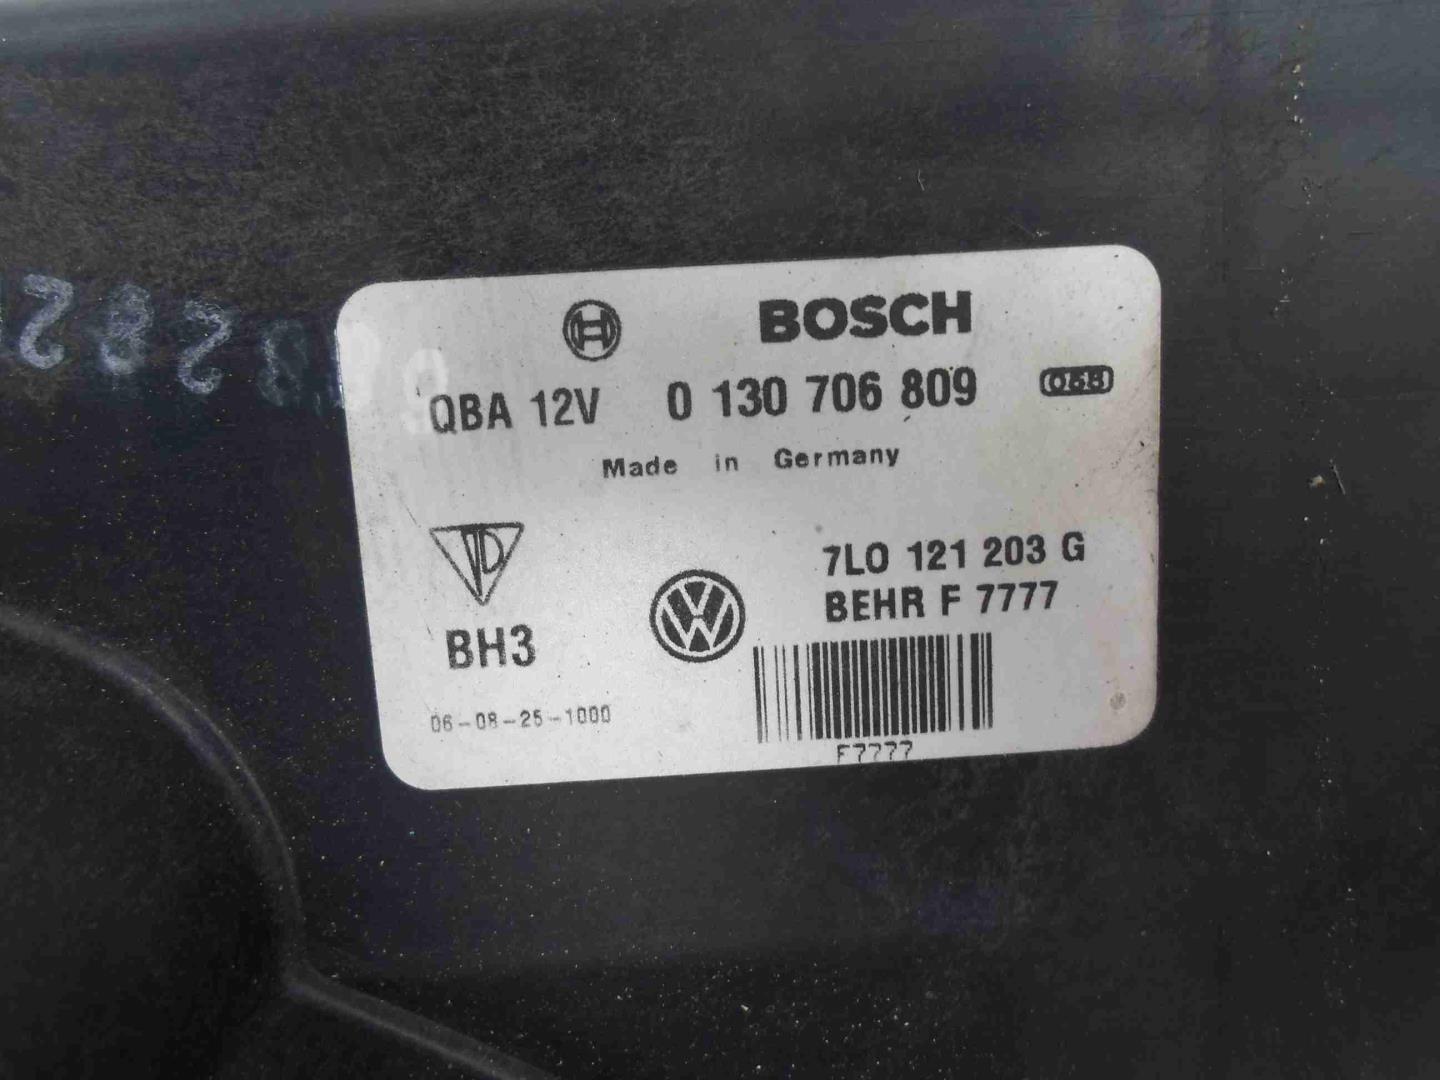 BOSCH
QBA 12V 0 130 706 809
Made in Germany
7L0 121 203 G
BEHR F 7777
BH3
06-08-25-1000
F7777